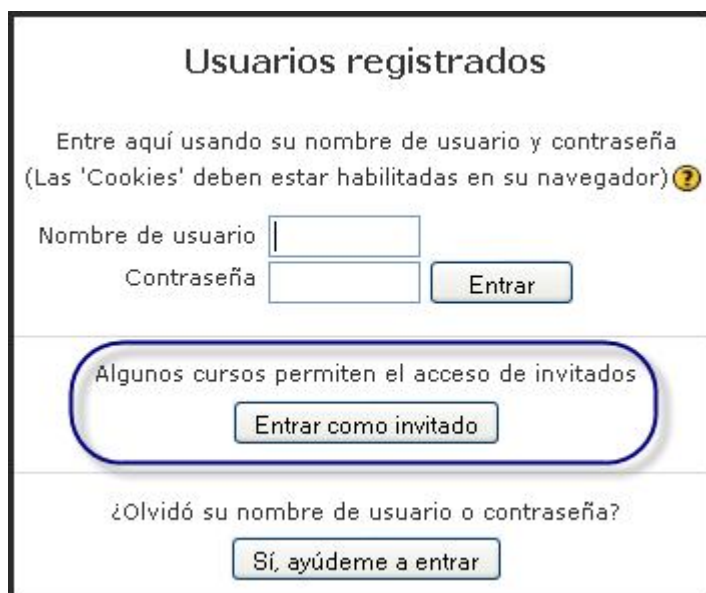 Usuarios registrados
Entre aquí usando su nombre de usuario y contraseña
(Las 'Cookies' deben estar habilitadas en su navegador) ?
Nombre de usuario
Contraseña Entrar
Algunos cursos permiten el acceso de invitados
Entrar como invitado
¿Olvidó su nombre de usuario o contraseña?
Sí, ayúdeme a entrar